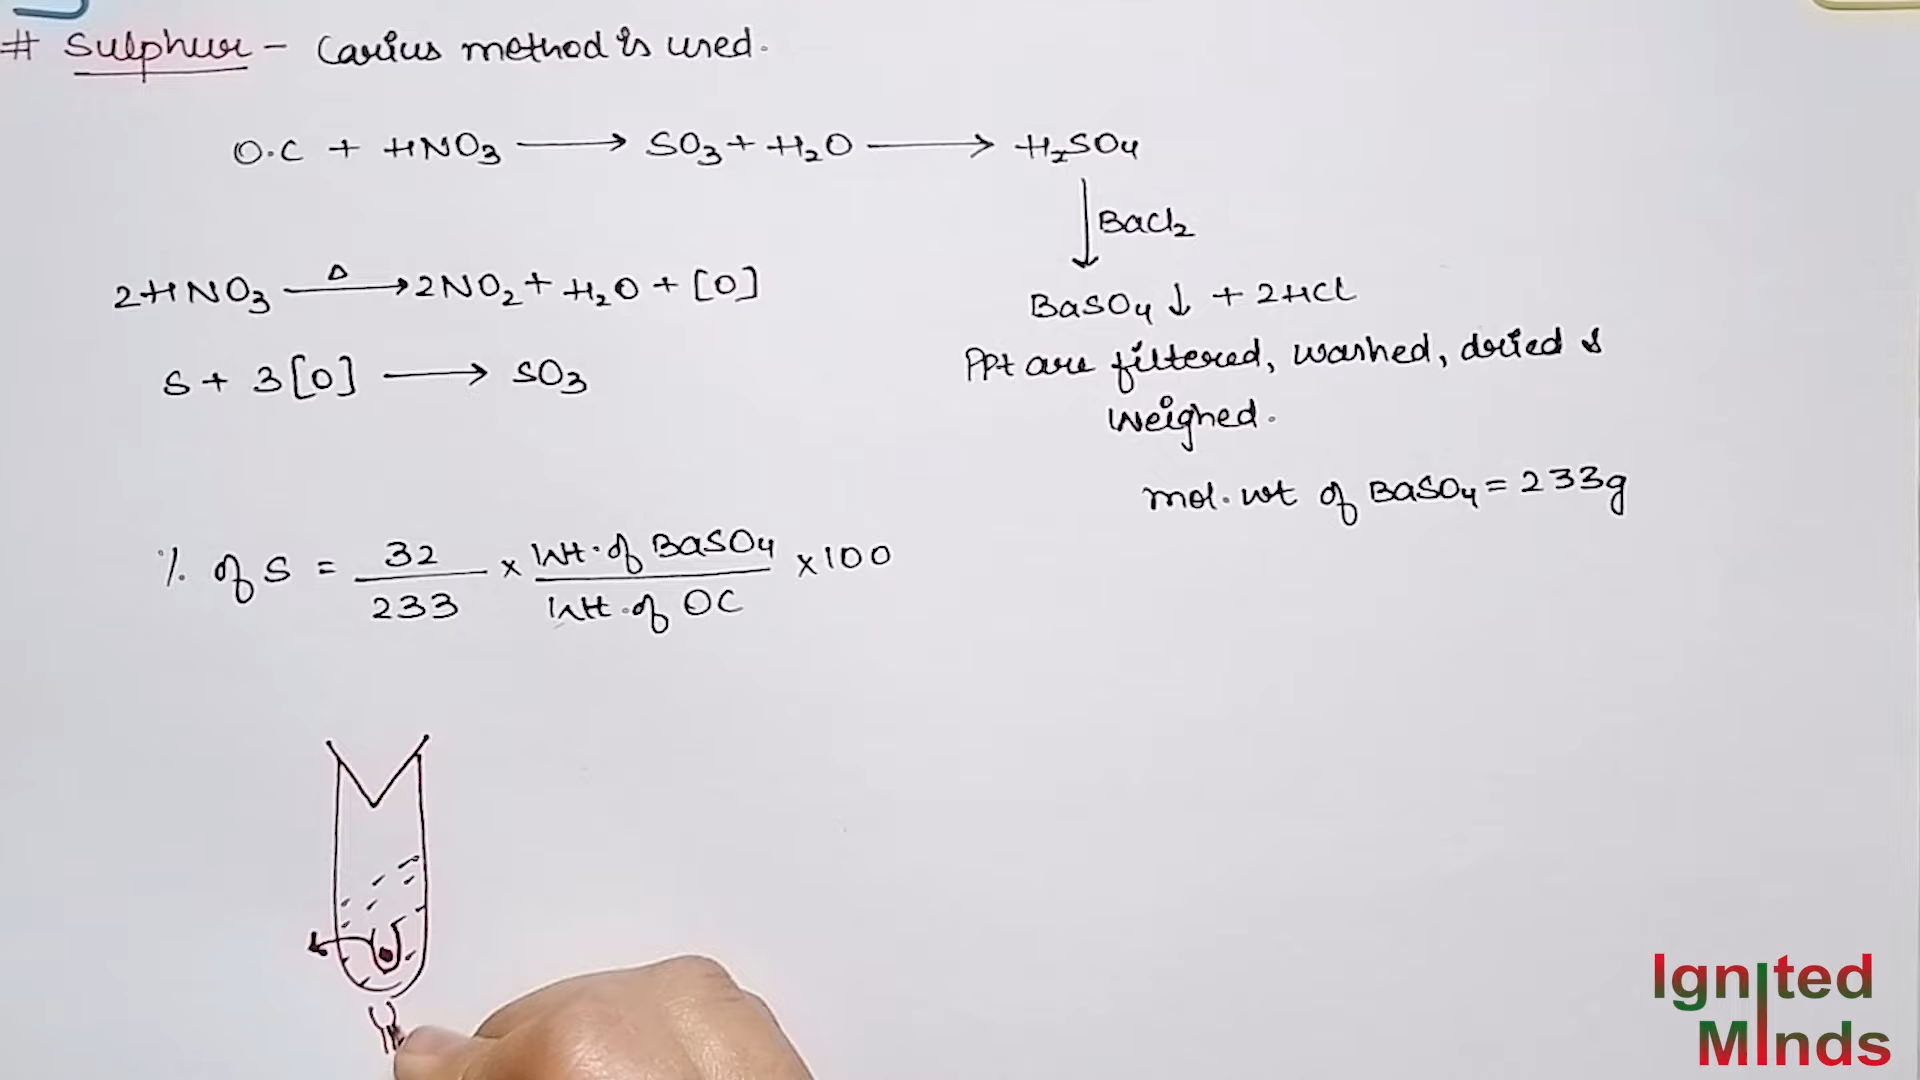 # Sulphur - Carius method is used.
O.C + HNO₃ ⟶ SO₃ + H₂O ⟶ H₂SO₄
↓ BaCl₂
2HNO₃ —Δ→ 2NO₂ + H₂O + [O]
BaSO₄ ↓ + 2HCl
S + 3[O] ⟶ SO₃
PPt are filtered, washed, dried &
weighed.
mol. wt of BaSO₄ = 233g
% of S = 32/233 × Wt. of BaSO₄/Wt. of OC × 100
Ignited
Minds